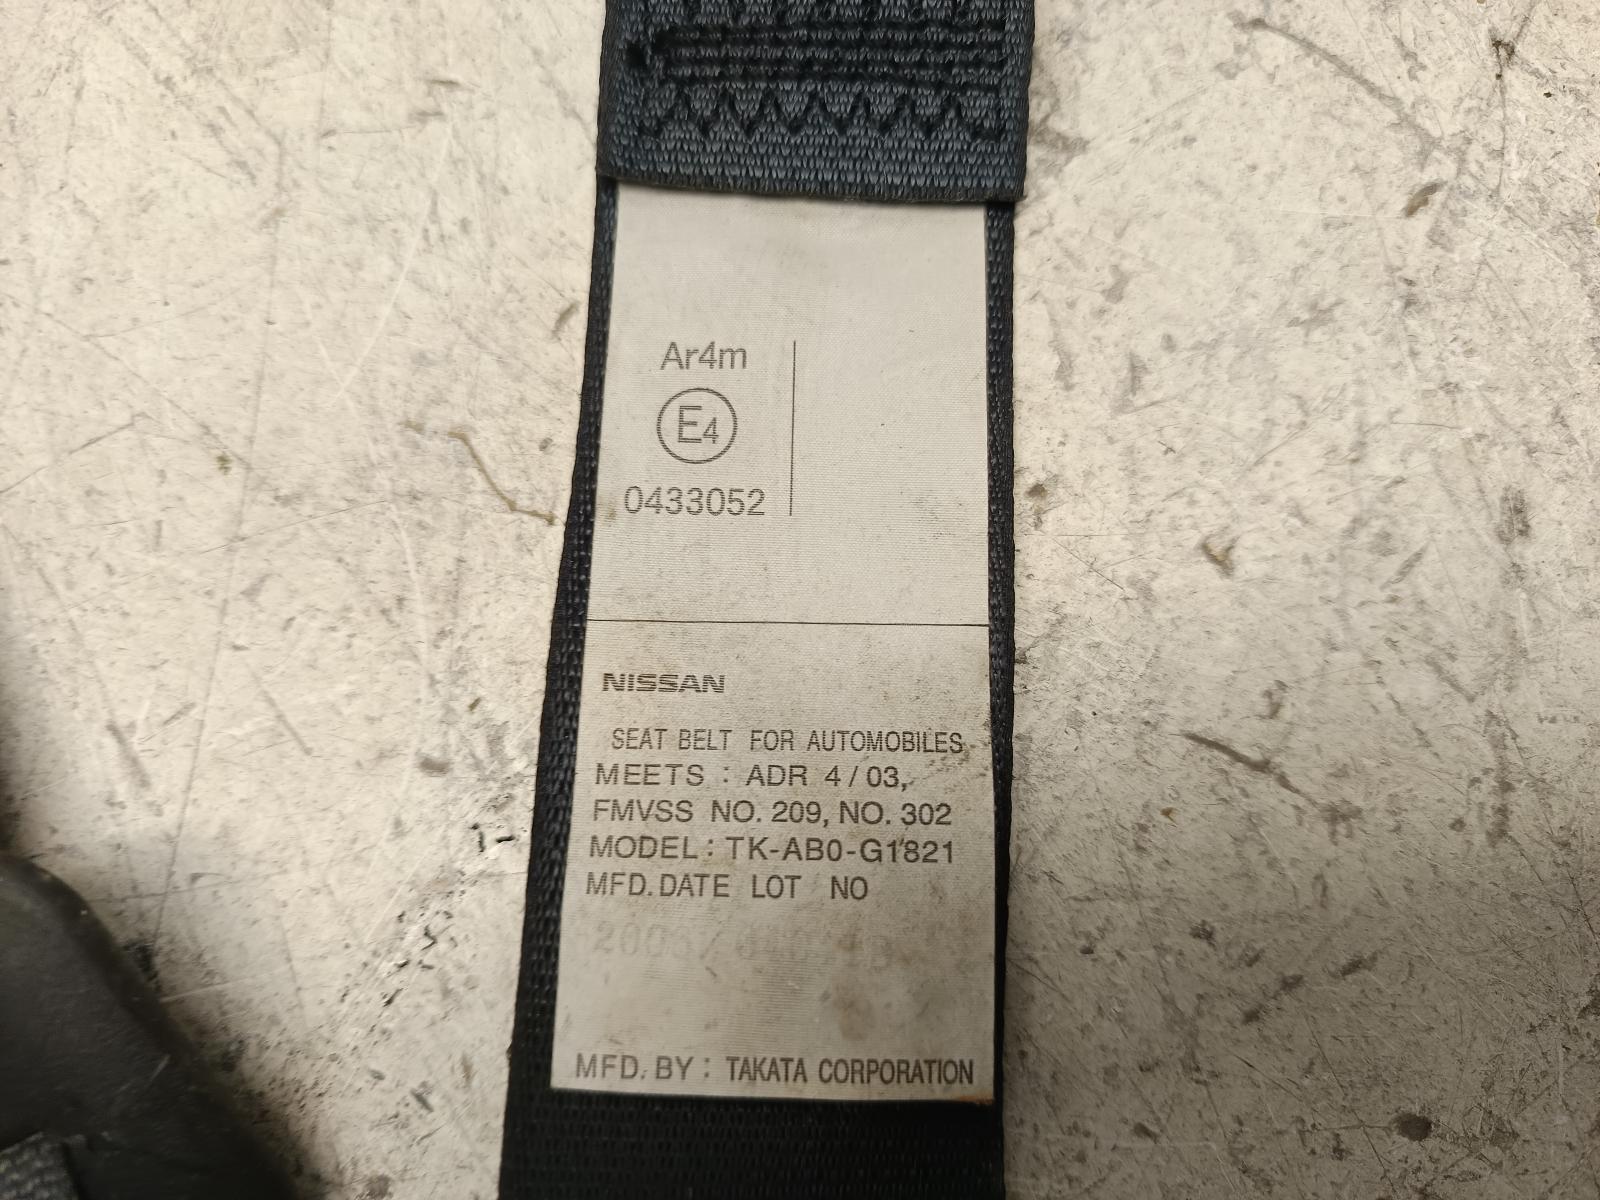 Ar4m
E4
0433052
NISSAN
SEAT BELT FOR AUTOMOBILES
MEETS : ADR 4/03,
FMVSS NO. 209, NO. 302
MODEL : TK-AB0-G1821
MFD. DATE LOT NO
MFD. BY : TAKATA CORPORATION